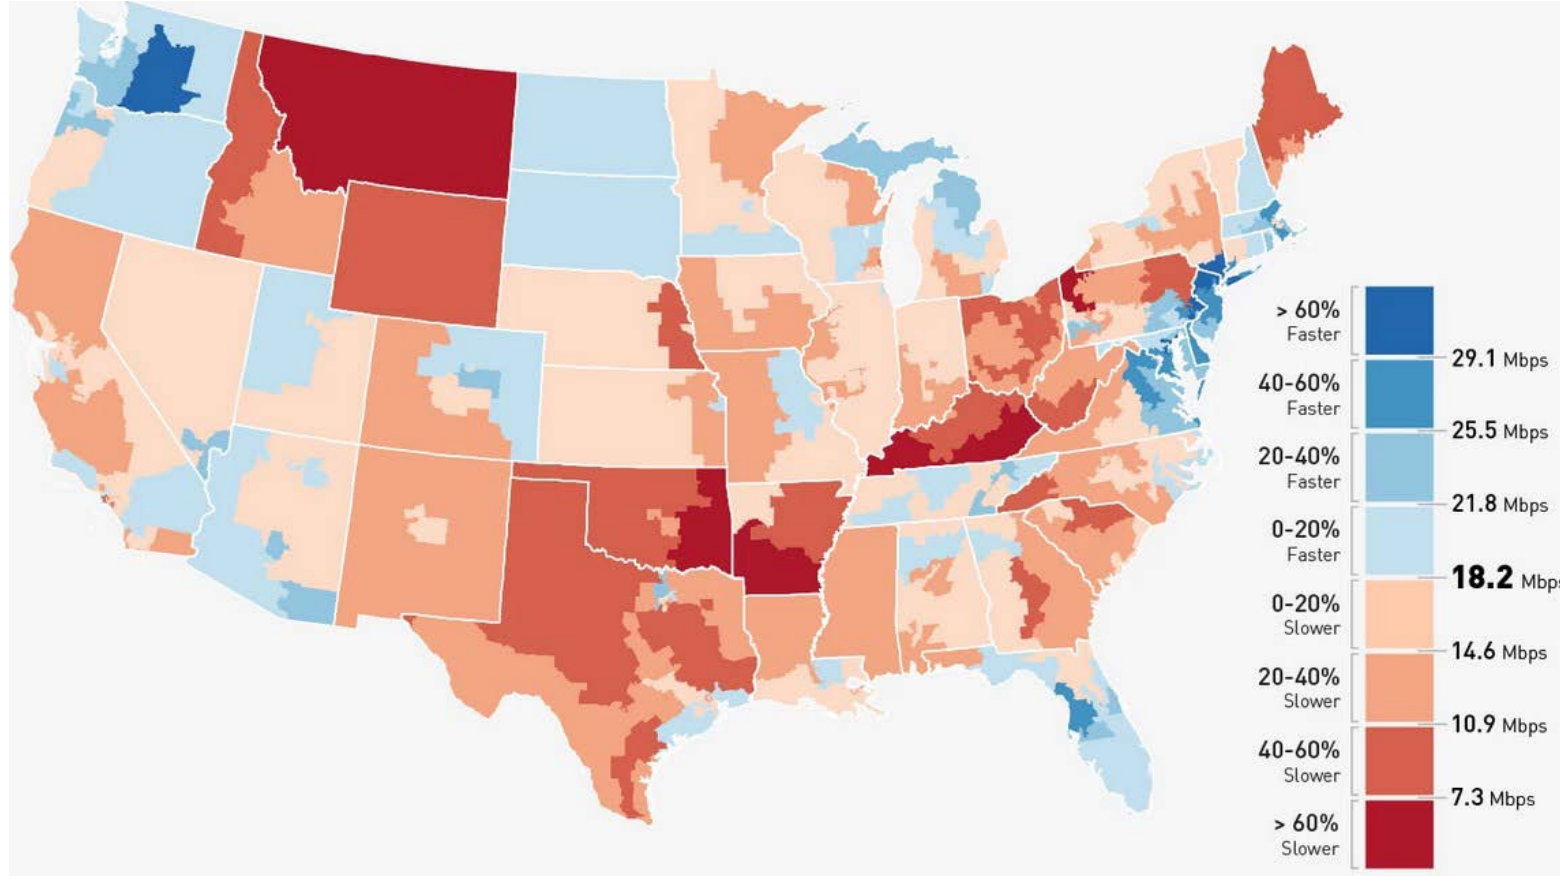 > 60%
Faster
29.1 Mbps
40-60%
Faster
25.5 Mbps
20-40%
Faster
21.8 Mbps
0-20%
Faster
18.2 Mbp
0-20%
Slower
14.6 Mbps
20-40%
Slower
10.9 Mbps
40-60%
Slower
7.3 Mbps
> 60%
Slower